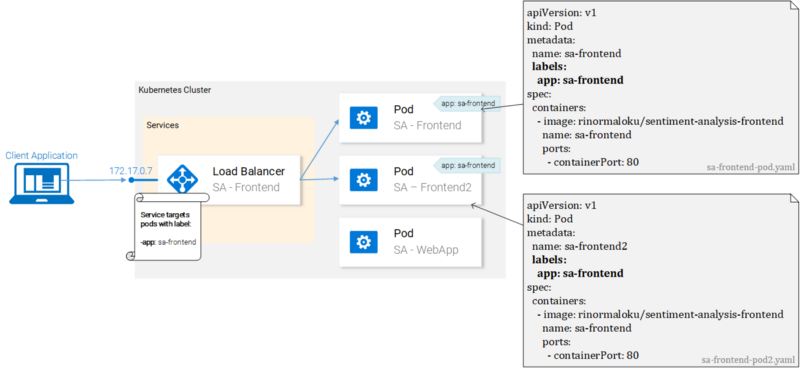 Client Application
172.17.0.7
Kubernetes Cluster
Services
Load Balancer
SA - Frontend
Service targets
pods with label:
-app: sa-frontend
app: sa-frontend
Pod
SA - Frontend
app: sa-frontend
Pod
SA – Frontend2
Pod
SA - WebApp
apiVersion: v1
kind: Pod
metadata:
name: sa-frontend
labels:
app: sa-frontend
spec:
containers:
- image: rinormaloku/sentiment-analysis-frontend
name: sa-frontend
ports:
- containerPort: 80
sa-frontend-pod.yaml
apiVersion: v1
kind: Pod
metadata:
name: sa-frontend2
labels:
app: sa-frontend
spec:
containers:
- image: rinormaloku/sentiment-analysis-frontend
name: sa-frontend
ports:
- containerPort: 80
sa-frontend-pod2.yaml